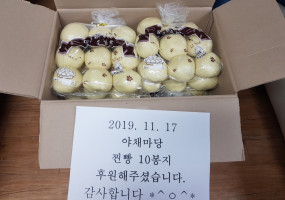 2019. 11. 17
야채마당
찐빵 10봉지
후원해주셨습니다.
감사합니다 *^o^*